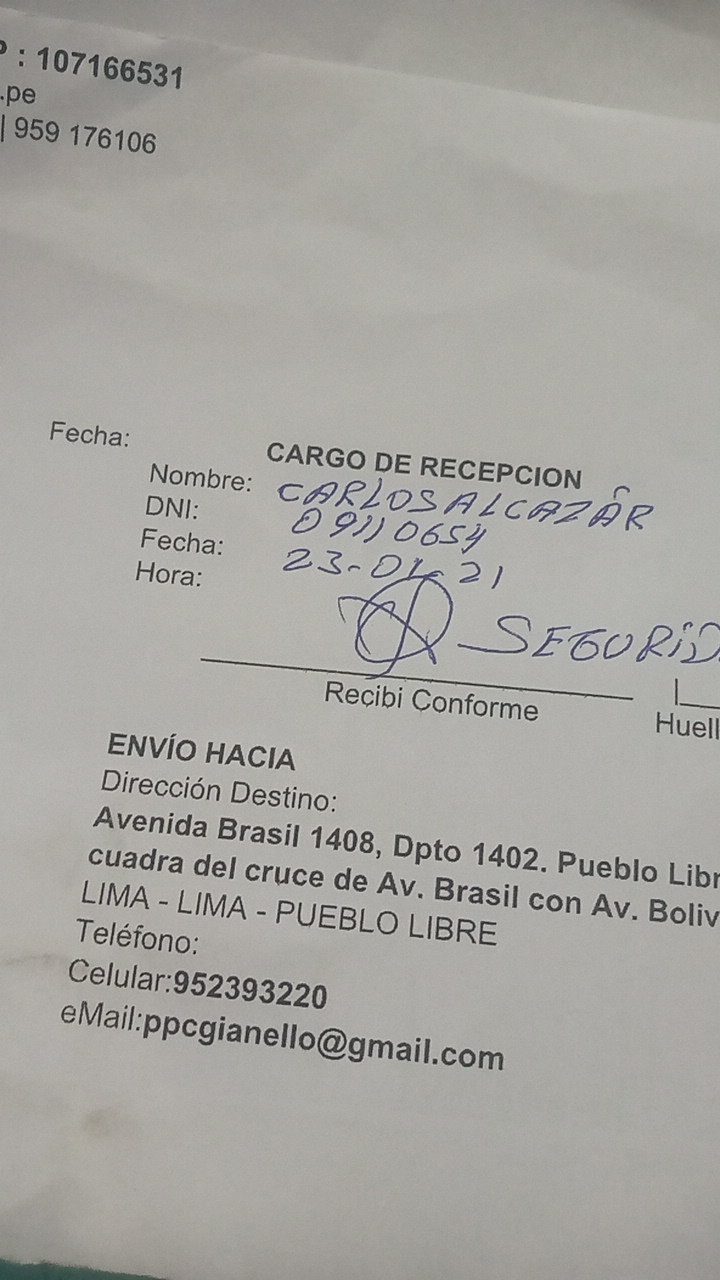 : 107166531
.pe
| 959 176106
Fecha:
CARGO DE RECEPCION
Nombre: CARLOS ALCAZAR
DNI: 09110654
Fecha: 23-01-21
Hora:
SEGURID
Recibi Conforme
Huell
ENVÍO HACIA
Dirección Destino:
Avenida Brasil 1408, Dpto 1402. Pueblo Libr
cuadra del cruce de Av. Brasil con Av. Boliv
LIMA - LIMA - PUEBLO LIBRE
Teléfono:
Celular:952393220
eMail:ppcgianello@gmail.com